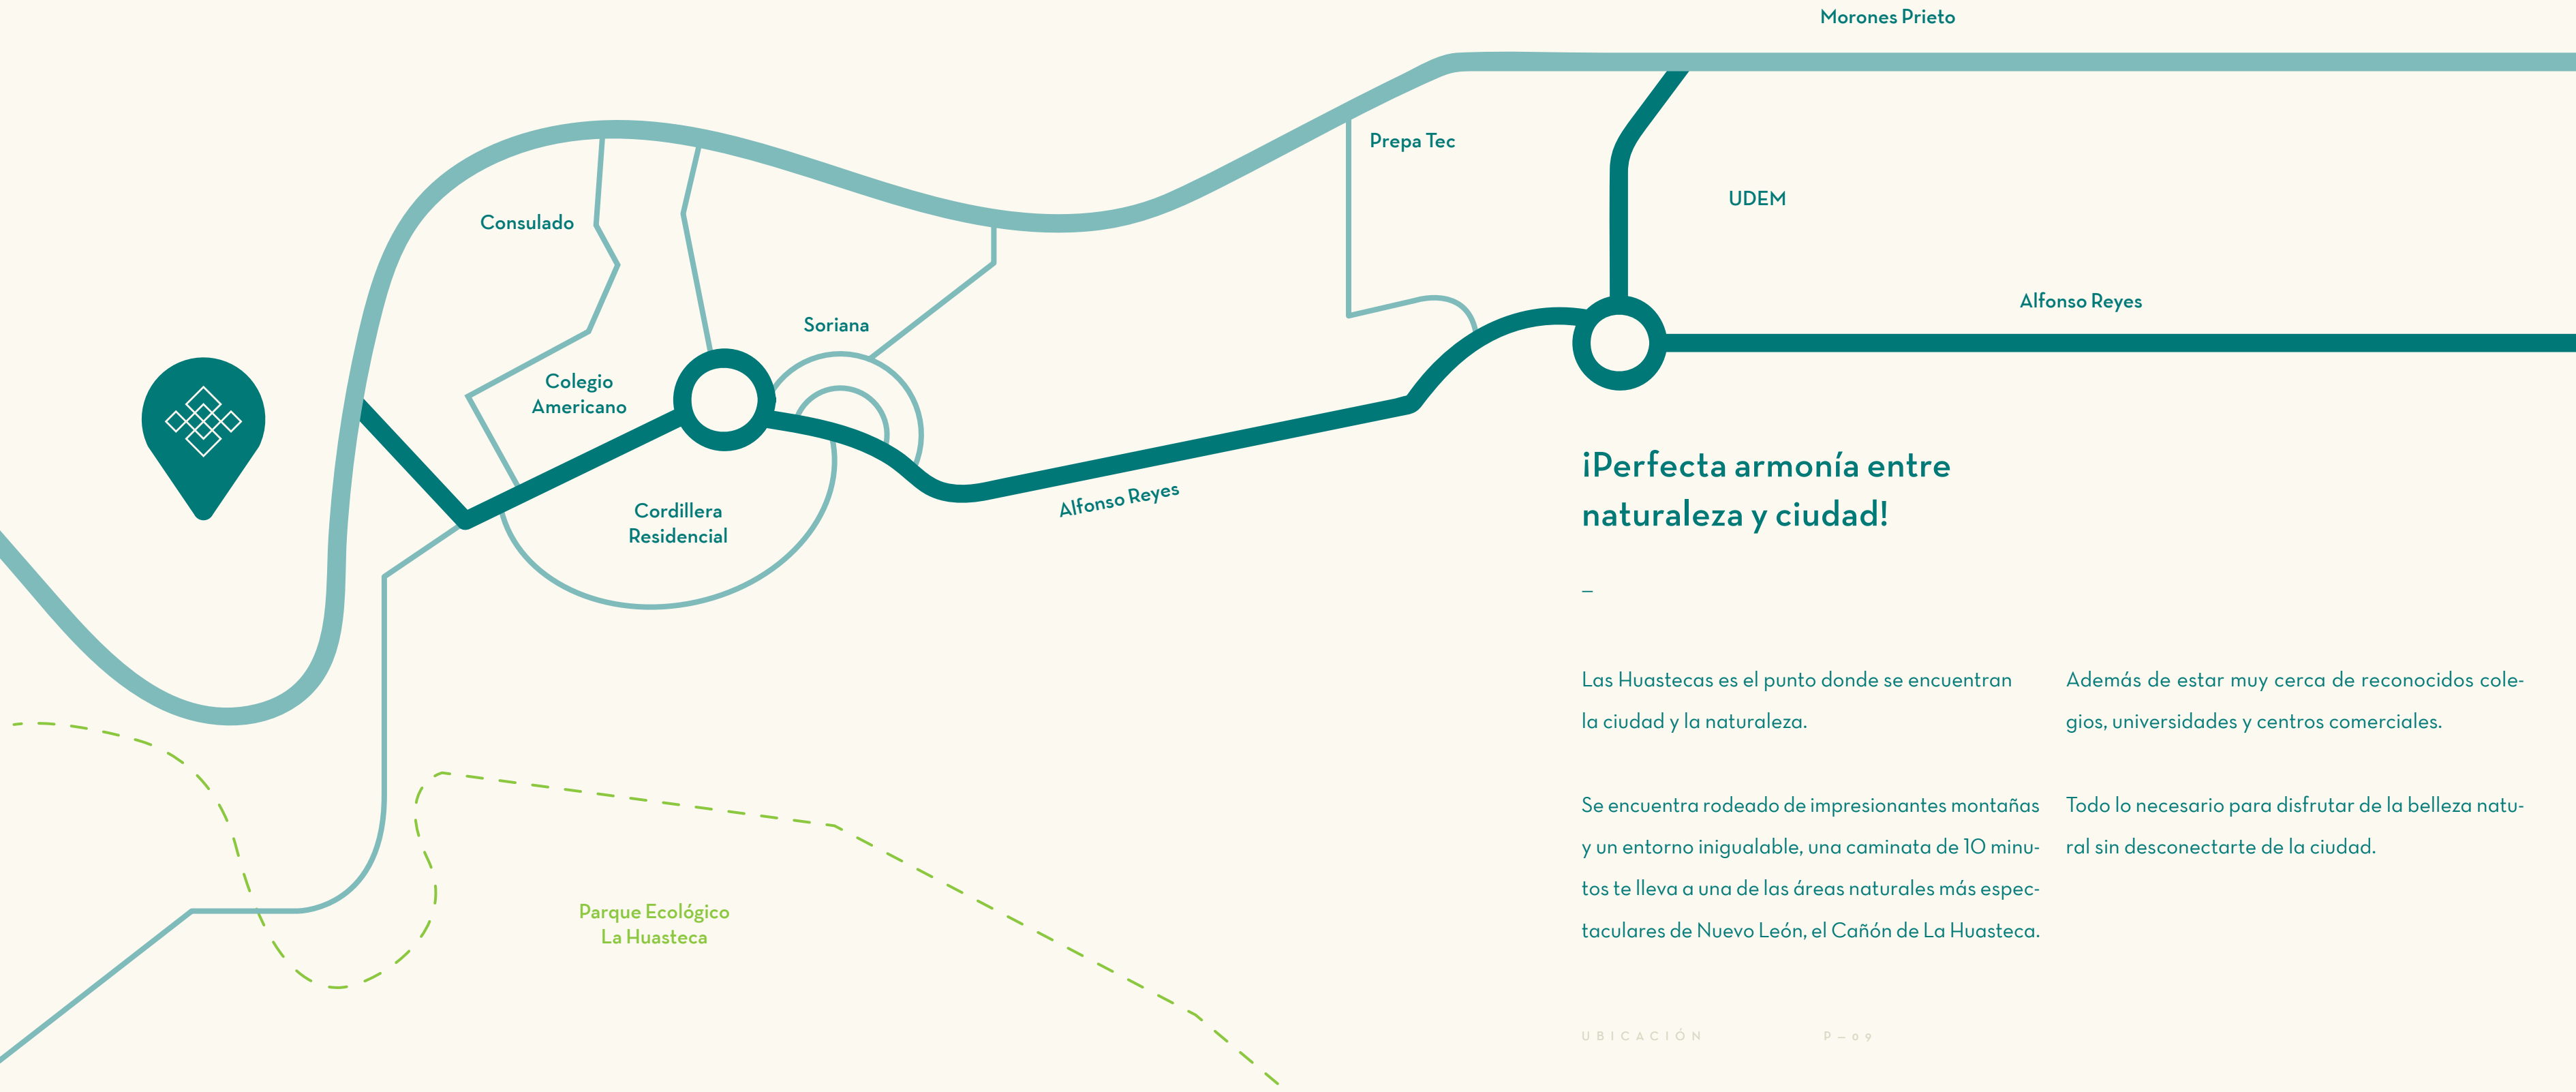 Morones Prieto
Prepa Tec
UDEM
Consulado
Alfonso Reyes
Soriana
Colegio
Americano
Alfonso Reyes
Cordillera
Residencial
Parque Ecológico
La Huasteca
¡Perfecta armonía entre
naturaleza y ciudad!
—
Las Huastecas es el punto donde se encuentran
la ciudad y la naturaleza.
Se encuentra rodeado de impresionantes montañas
y un entorno inigualable, una caminata de 10 minu-
tos te lleva a una de las áreas naturales más espec-
taculares de Nuevo León, el Cañón de La Huasteca.
Además de estar muy cerca de reconocidos cole-
gios, universidades y centros comerciales.
Todo lo necesario para disfrutar de la belleza natu-
ral sin desconectarte de la ciudad.
UBICACIÓN
P—09